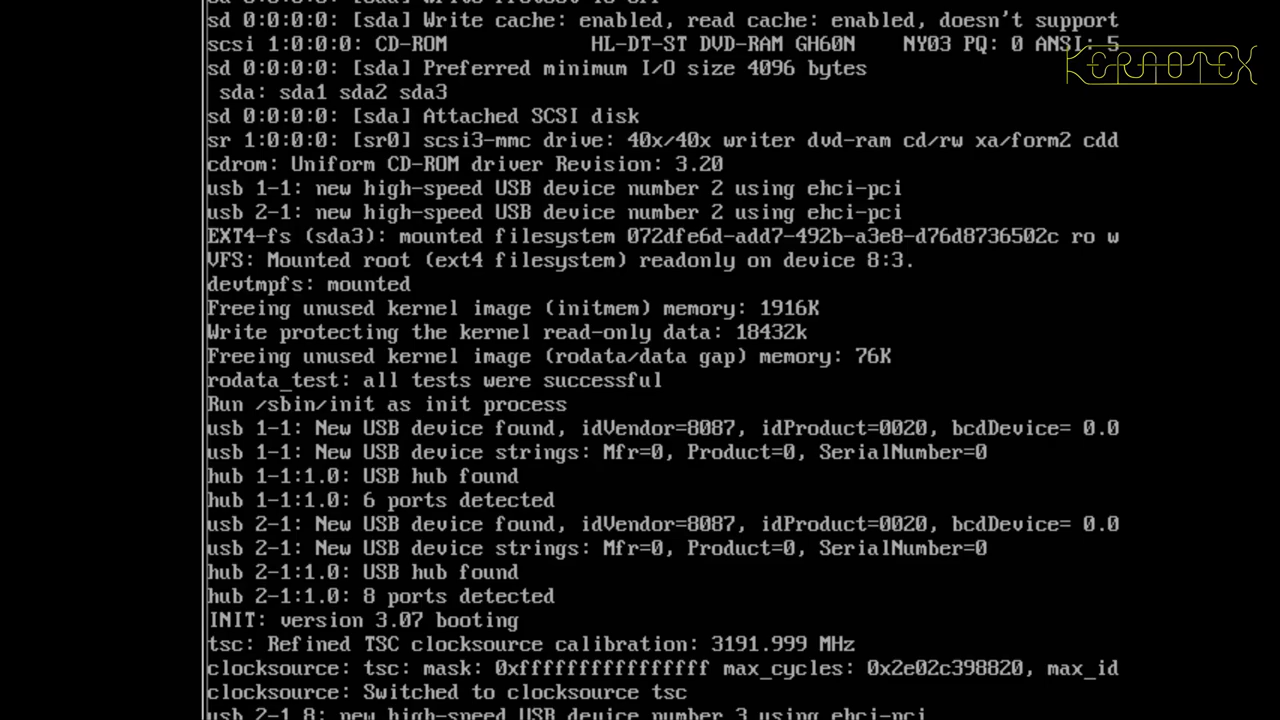 sd 0:0:0:0: [sda] Write cache: enabled, read cache: enabled, doesn't support
scsi 1:0:0:0: CD-ROM            HL-DT-ST DVD-RAM GH60N    NY03 PQ: 0 ANSI: 5
KERNOTEX
sd 0:0:0:0: [sda] Preferred minimum I/O size 4096 bytes
sda: sda1 sda2 sda3
sd 0:0:0:0: [sda] Attached SCSI disk
sr 1:0:0:0: [sr0] scsi3-mmc drive: 40x/40x writer dvd-ram cd/rw xa/form2 cdd
cdrom: Uniform CD-ROM driver Revision: 3.20
usb 1-1: new high-speed USB device number 2 using ehci-pci
usb 2-1: new high-speed USB device number 2 using ehci-pci
EXT4-fs (sda3): mounted filesystem 072dfe6d-add7-492b-a3e8-d76d8736502c ro w
VFS: Mounted root (ext4 filesystem) readonly on device 8:3.
devtmpfs: mounted
Freeing unused kernel image (initmem) memory: 1916K
Write protecting the kernel read-only data: 18432k
Freeing unused kernel image (rodata/data gap) memory: 76K
rodata_test: all tests were successful
Run /sbin/init as init process
usb 1-1: New USB device found, idVendor=8087, idProduct=0020, bcdDevice= 0.0
usb 1-1: New USB device strings: Mfr=0, Product=0, SerialNumber=0
hub 1-1:1.0: USB hub found
hub 1-1:1.0: 6 ports detected
usb 2-1: New USB device found, idVendor=8087, idProduct=0020, bcdDevice= 0.0
usb 2-1: New USB device strings: Mfr=0, Product=0, SerialNumber=0
hub 2-1:1.0: USB hub found
hub 2-1:1.0: 8 ports detected
INIT: version 3.07 booting
tsc: Refined TSC clocksource calibration: 3191.999 MHz
clocksource: tsc: mask: 0xffffffffffffffff max_cycles: 0x2e02c398820, max_id
clocksource: Switched to clocksource tsc
usb 2-1.8: new high-speed USB device number 3 using ehci-pci